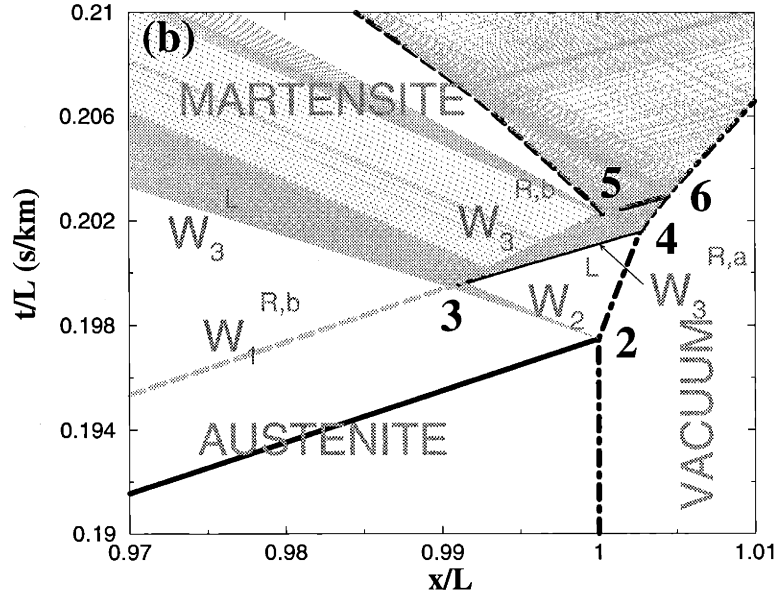 0.21
(b)
MARTENSITE
0.206
5
R,b
6
0.202
L
W3
W3
4
R,a
t/L (s/km)
L
W3
R,b
3
W2
0.198
W1
2
VACUUM
0.194
AUSTENITE
0.19
0.97
0.98
0.99
1
1.01
x/L